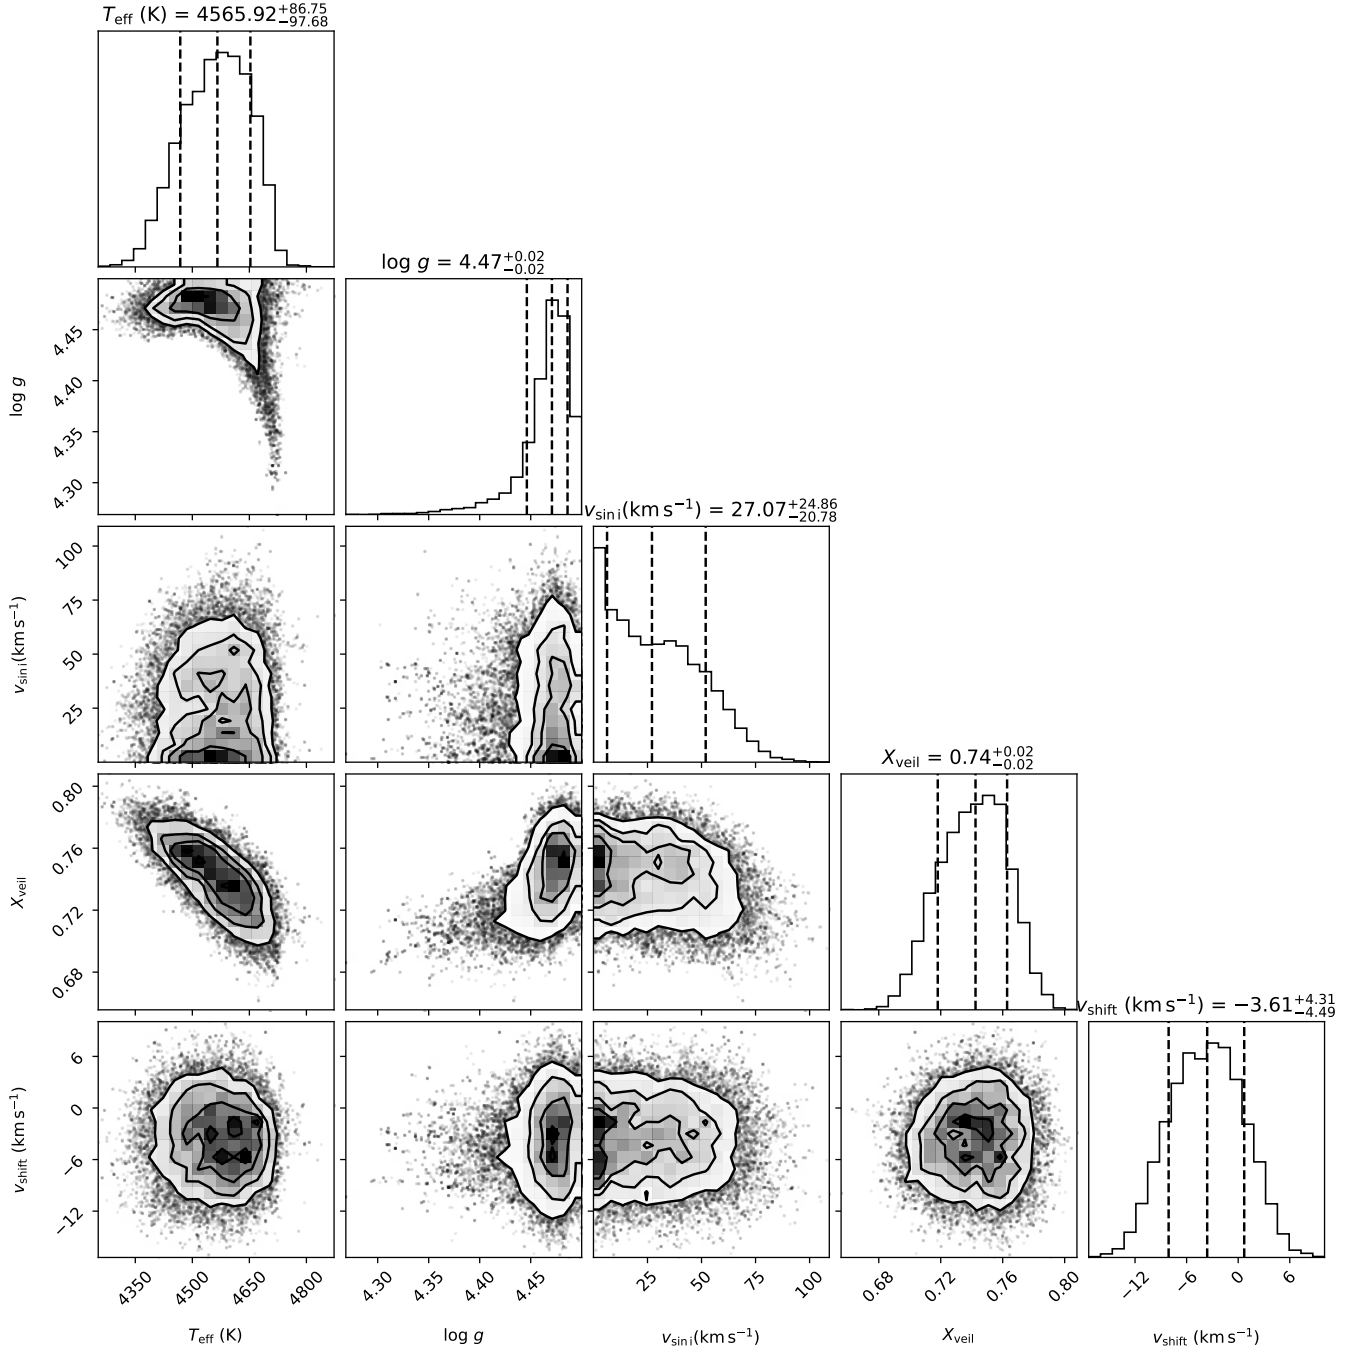 T_eff (K) = 4565.92 +86.75 −97.68
log g = 4.47 +0.02 −0.02
4.45
4.40
4.35
4.30
log g
v_sin i (km s⁻¹) = 27.07 +24.86 −20.78
100
75
50
25
v_sin i (km s⁻¹)
X_veil = 0.74 +0.02 −0.02
0.80
0.76
0.72
0.68
X_veil
v_shift (km s⁻¹) = −3.61 +4.31 −4.49
6
0
−6
−12
v_shift (km s⁻¹)
4350 4500 4650 4800
4.30 4.35 4.40 4.45
25 50 75 100
0.68 0.72 0.76 0.80
−12 −6 0 6
T_eff (K)
log g
v_sin i (km s⁻¹)
X_veil
v_shift (km s⁻¹)